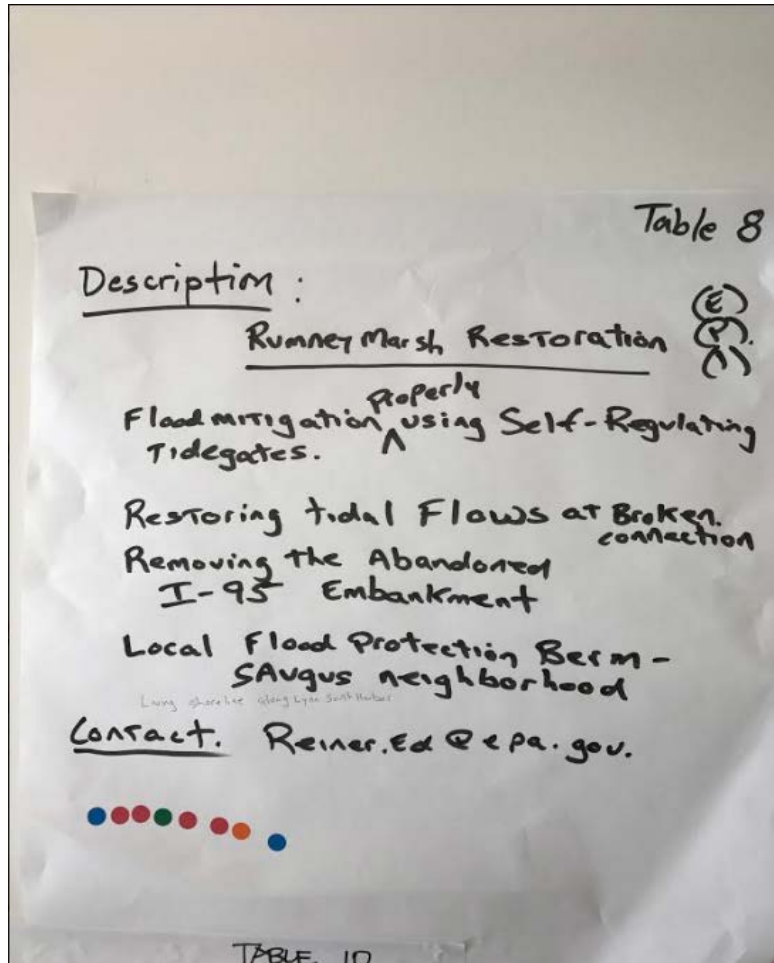 Table 8
Description:
Rumney Marsh Restoration
(E)
(P).
(A)
Flood mitigation properly using Self-Regulating
Tidegates.
Restoring tidal Flows at Broken.
connection
Removing the Abandoned
I-95 Embankment
Local Flood Protection Berm -
SAugus neighborhood
Living shoreline along Lynn South Harbor
Contact. Reiner.Ed@epa.gov.
TABLE 10